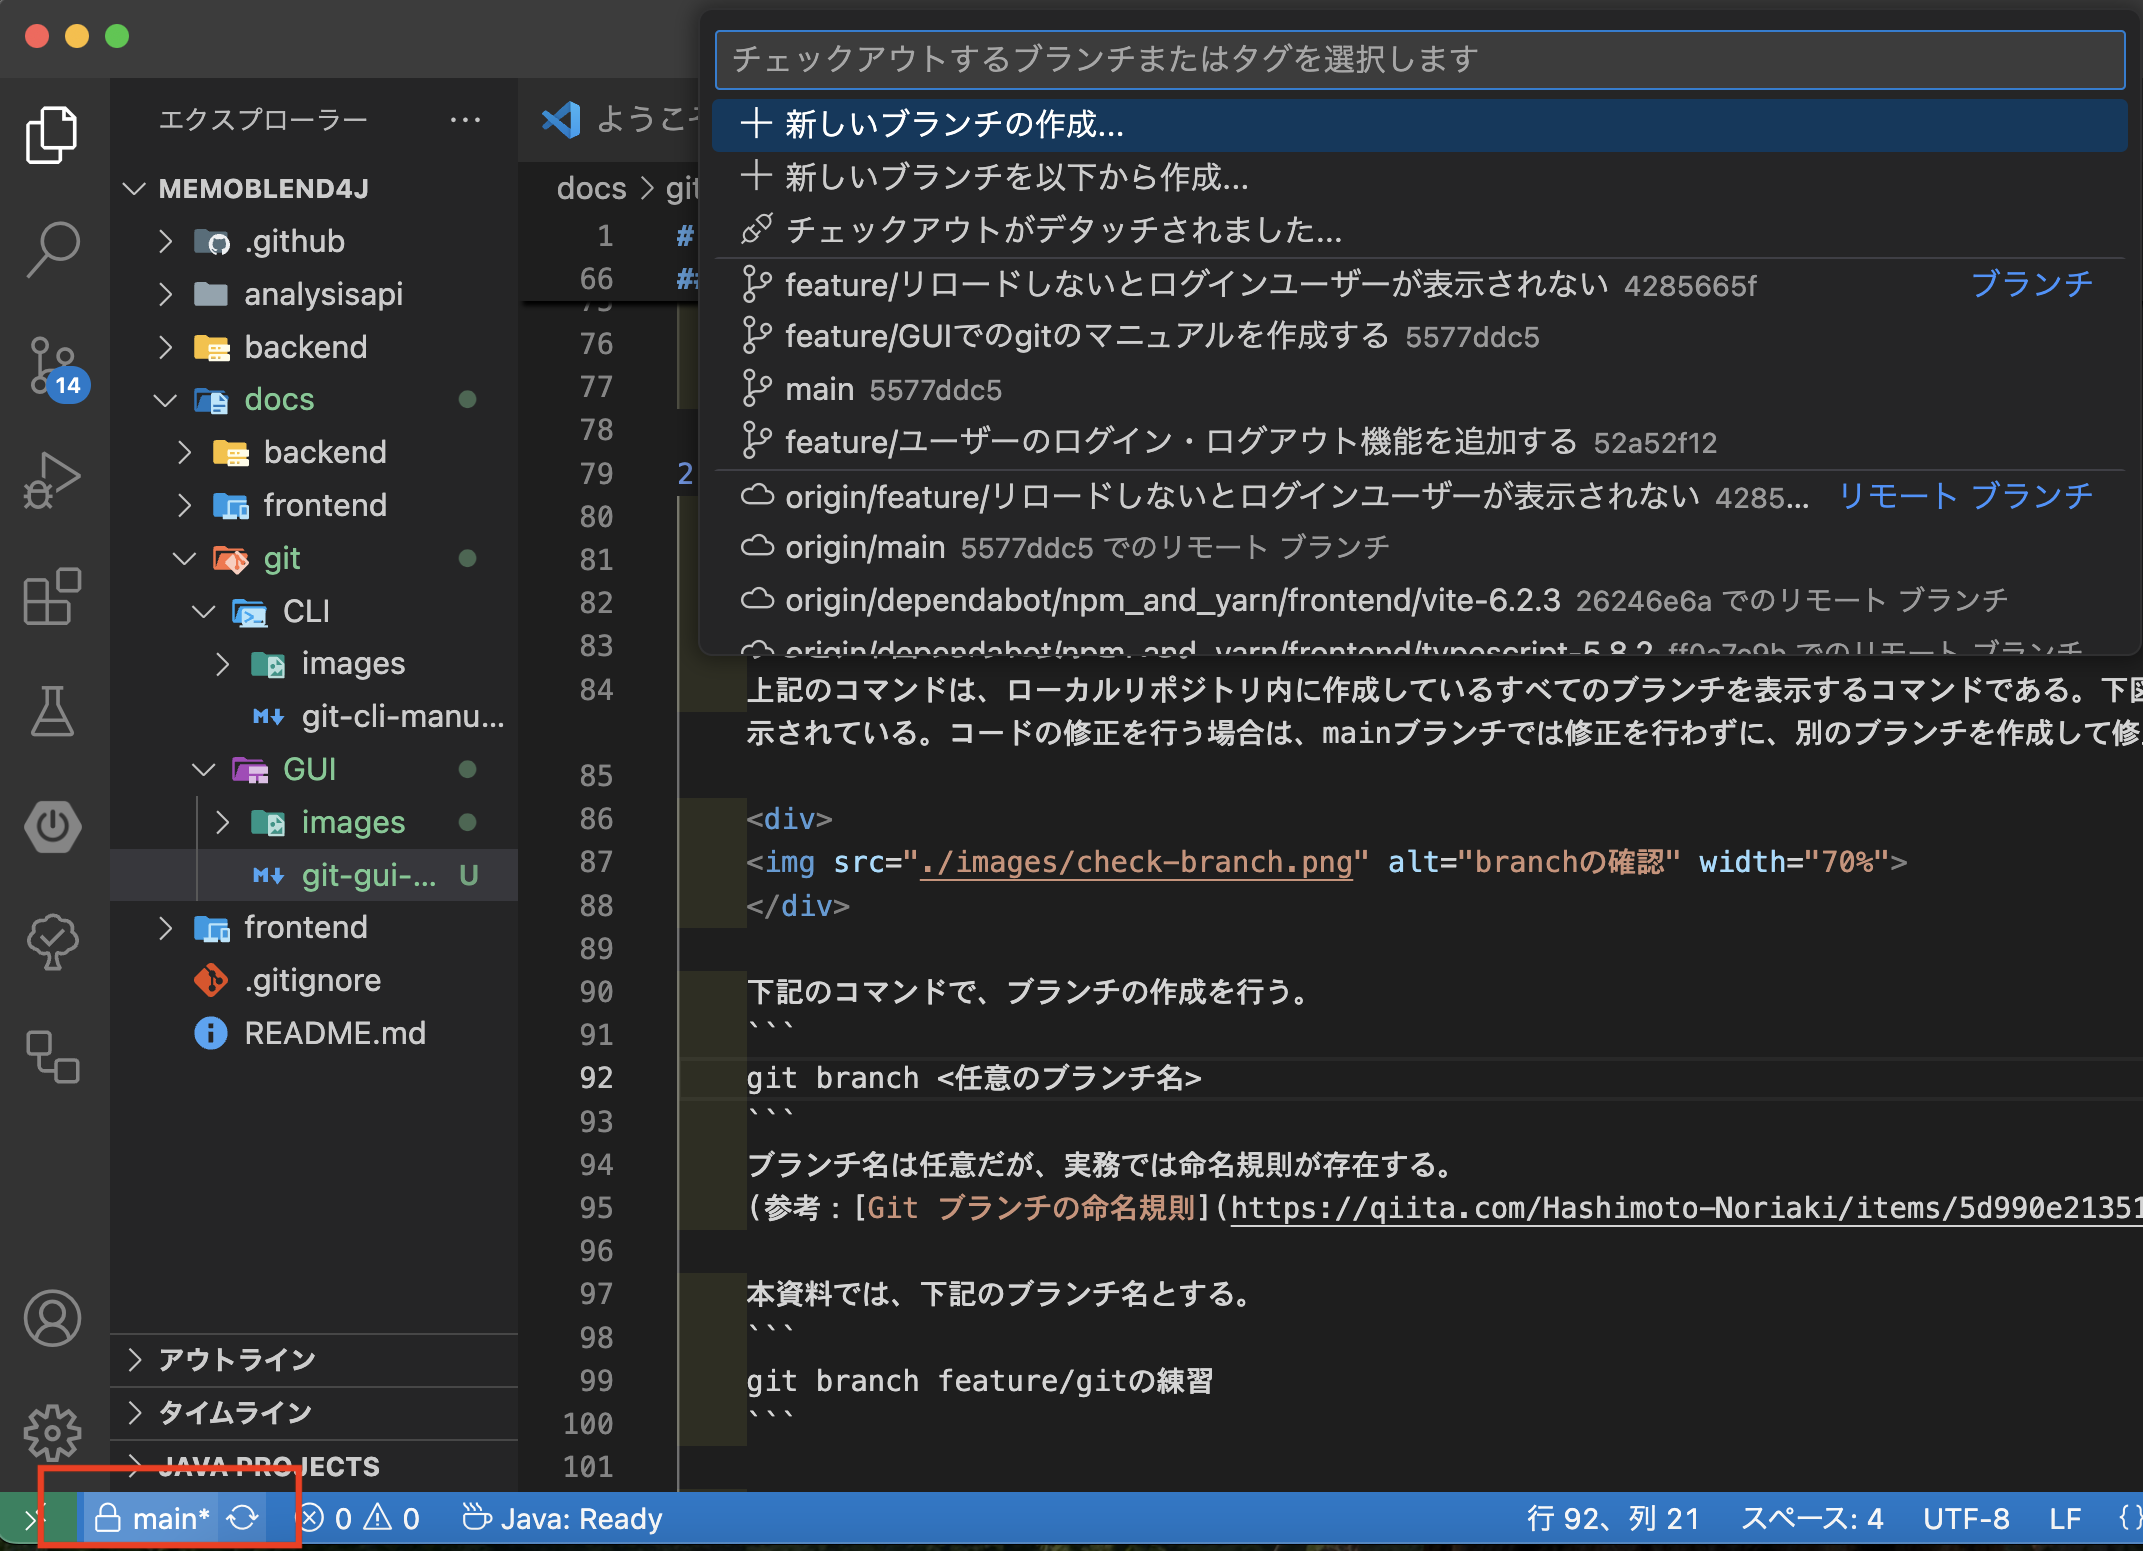 チェックアウトするブランチまたはタグを選択します
新しいブランチの作成...
新しいブランチを以下から作成...
チェックアウトがデタッチされました...
feature/リロードしないとログインユーザーが表示されない 4285665f ブランチ
feature/GUIでのgitのマニュアルを作成する 5577ddc5
main 5577ddc5
feature/ユーザーのログイン・ログアウト機能を追加する 52a52f12
origin/feature/リロードしないとログインユーザーが表示されない 4285... リモート ブランチ
origin/main 5577ddc5 でのリモート ブランチ
origin/dependabot/npm_and_yarn/frontend/vite-6.2.3 26246e6a でのリモート ブランチ
origin/dependabot/npm_and_yarn/frontend/typescript-5.8.2 ff0a7c9b でのリモート ブランチ
エクスプローラー ...
MEMOBLEND4J
.github
analysisapi
backend
docs
backend
frontend
git
CLI
images
git-cli-manu...
GUI
images
git-gui-... U
frontend
.gitignore
README.md
アウトライン
タイムライン
JAVA PROJECTS
14
ようこそ
docs > git
1 #
66 ##
75
76
77
78
79 2
80
81
82
83
84 上記のコマンドは、ローカルリポジトリ内に作成しているすべてのブランチを表示するコマンドである。下図
示されている。コードの修正を行う場合は、mainブランチでは修正を行わずに、別のブランチを作成して修
85
86 <div>
87 <img src="./images/check-branch.png" alt="branchの確認" width="70%">
88 </div>
89
90 下記のコマンドで、ブランチの作成を行う。
91 ```
92 git branch <任意のブランチ名>
93 ```
94 ブランチ名は任意だが、実務では命名規則が存在する。
95 (参考：[Git ブランチの命名規則](https://qiita.com/Hashimoto-Noriaki/items/5d990e21351
96
97 本資料では、下記のブランチ名とする。
98 ```
99 git branch feature/gitの練習
100 ```
101
main* 0 0 Java: Ready 行 92、列 21 スペース: 4 UTF-8 LF {}